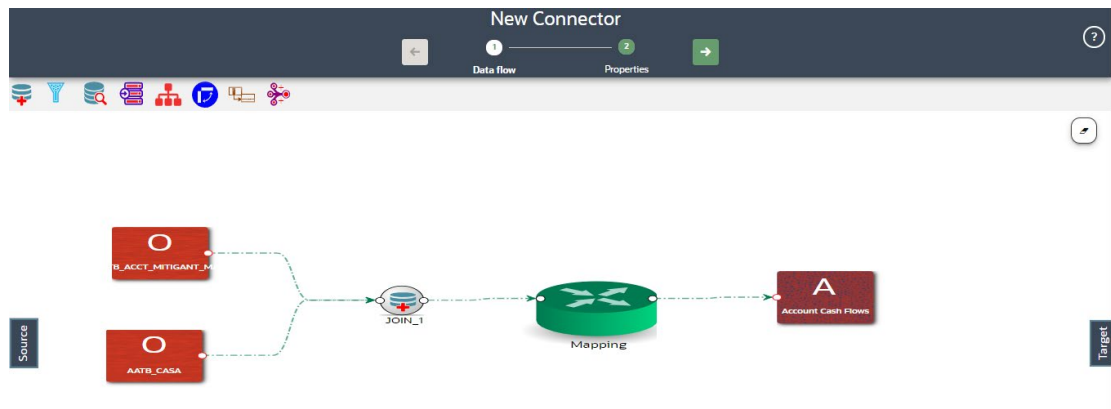 New Connector
1
2
Data flow
Properties
?
O
B_ACCT_MITIGANT_M
O
AATB_CASA
JOIN_1
Mapping
A
Account Cash Flows
Source
Target